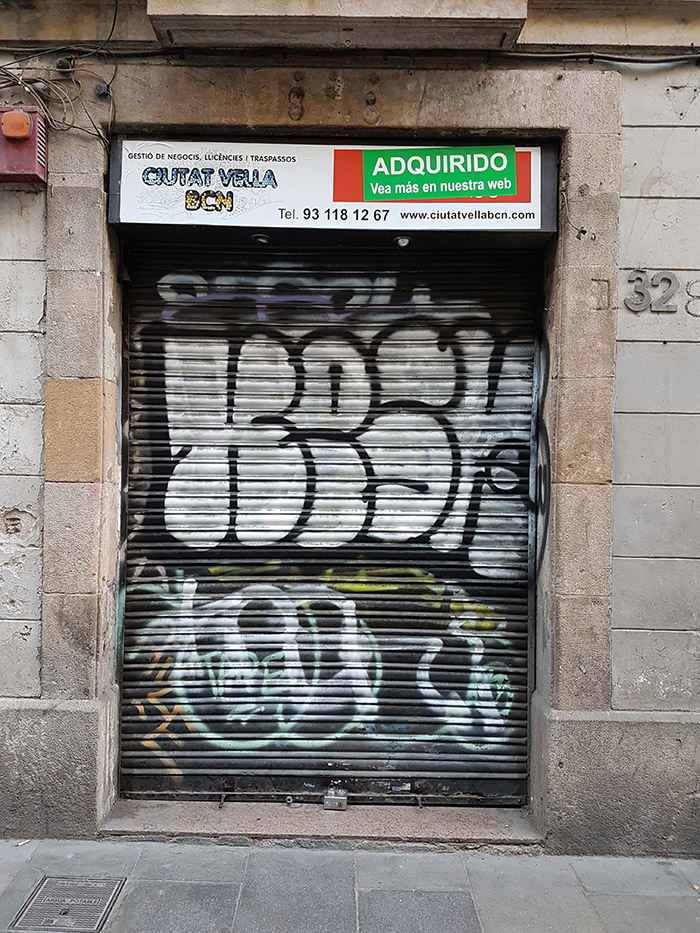 GESTIÓ DE NEGOCIS, LLICÈNCIES I TRASPASSOS
CIUTAT VELLA
BCN
ADQUIRIDO
Vea más en nuestra web
Tel. 93 118 12 67 www.ciutatvellabcn.com
32